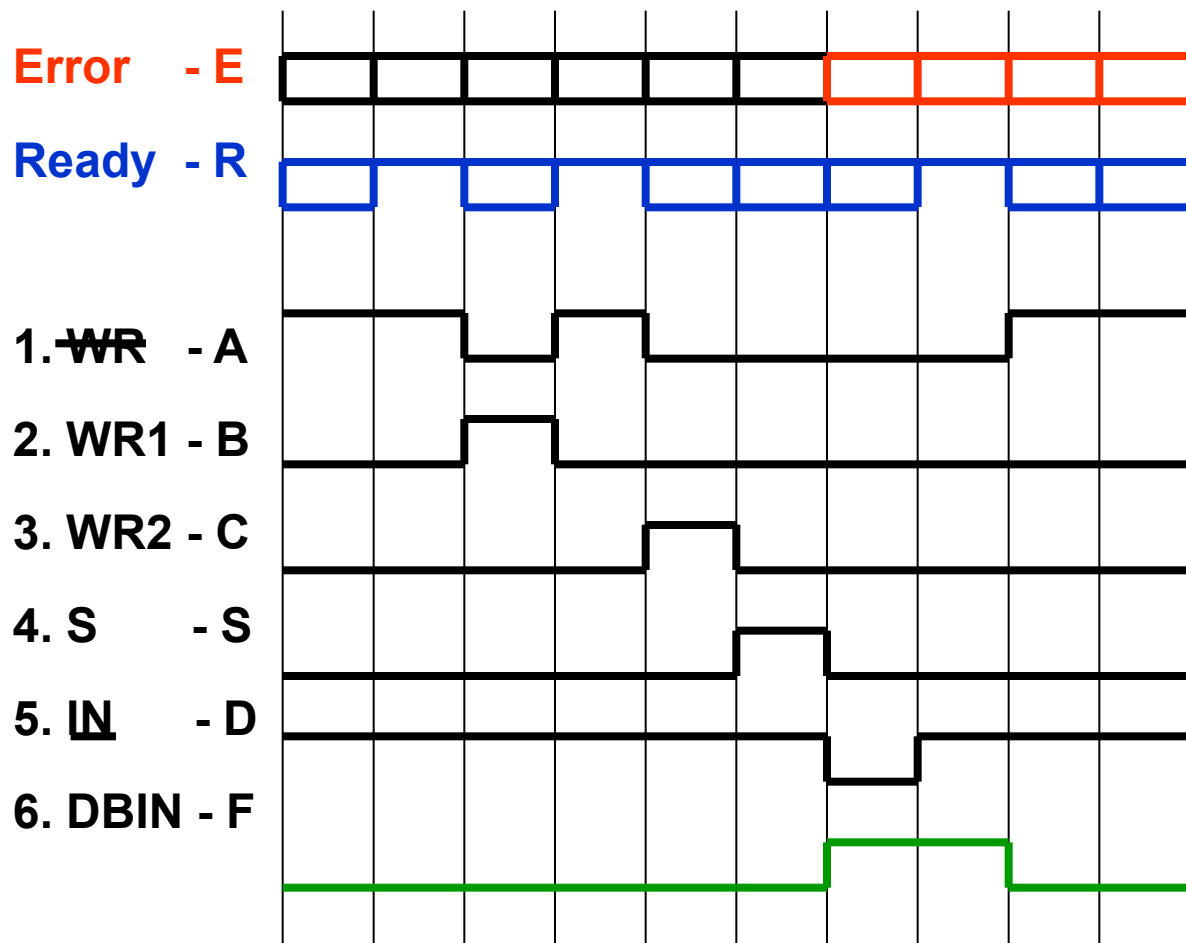 Error - E
Ready - R
1. WR - A
2. WR1 - B
3. WR2 - C
4. S - S
5. IN - D
6. DBIN - F